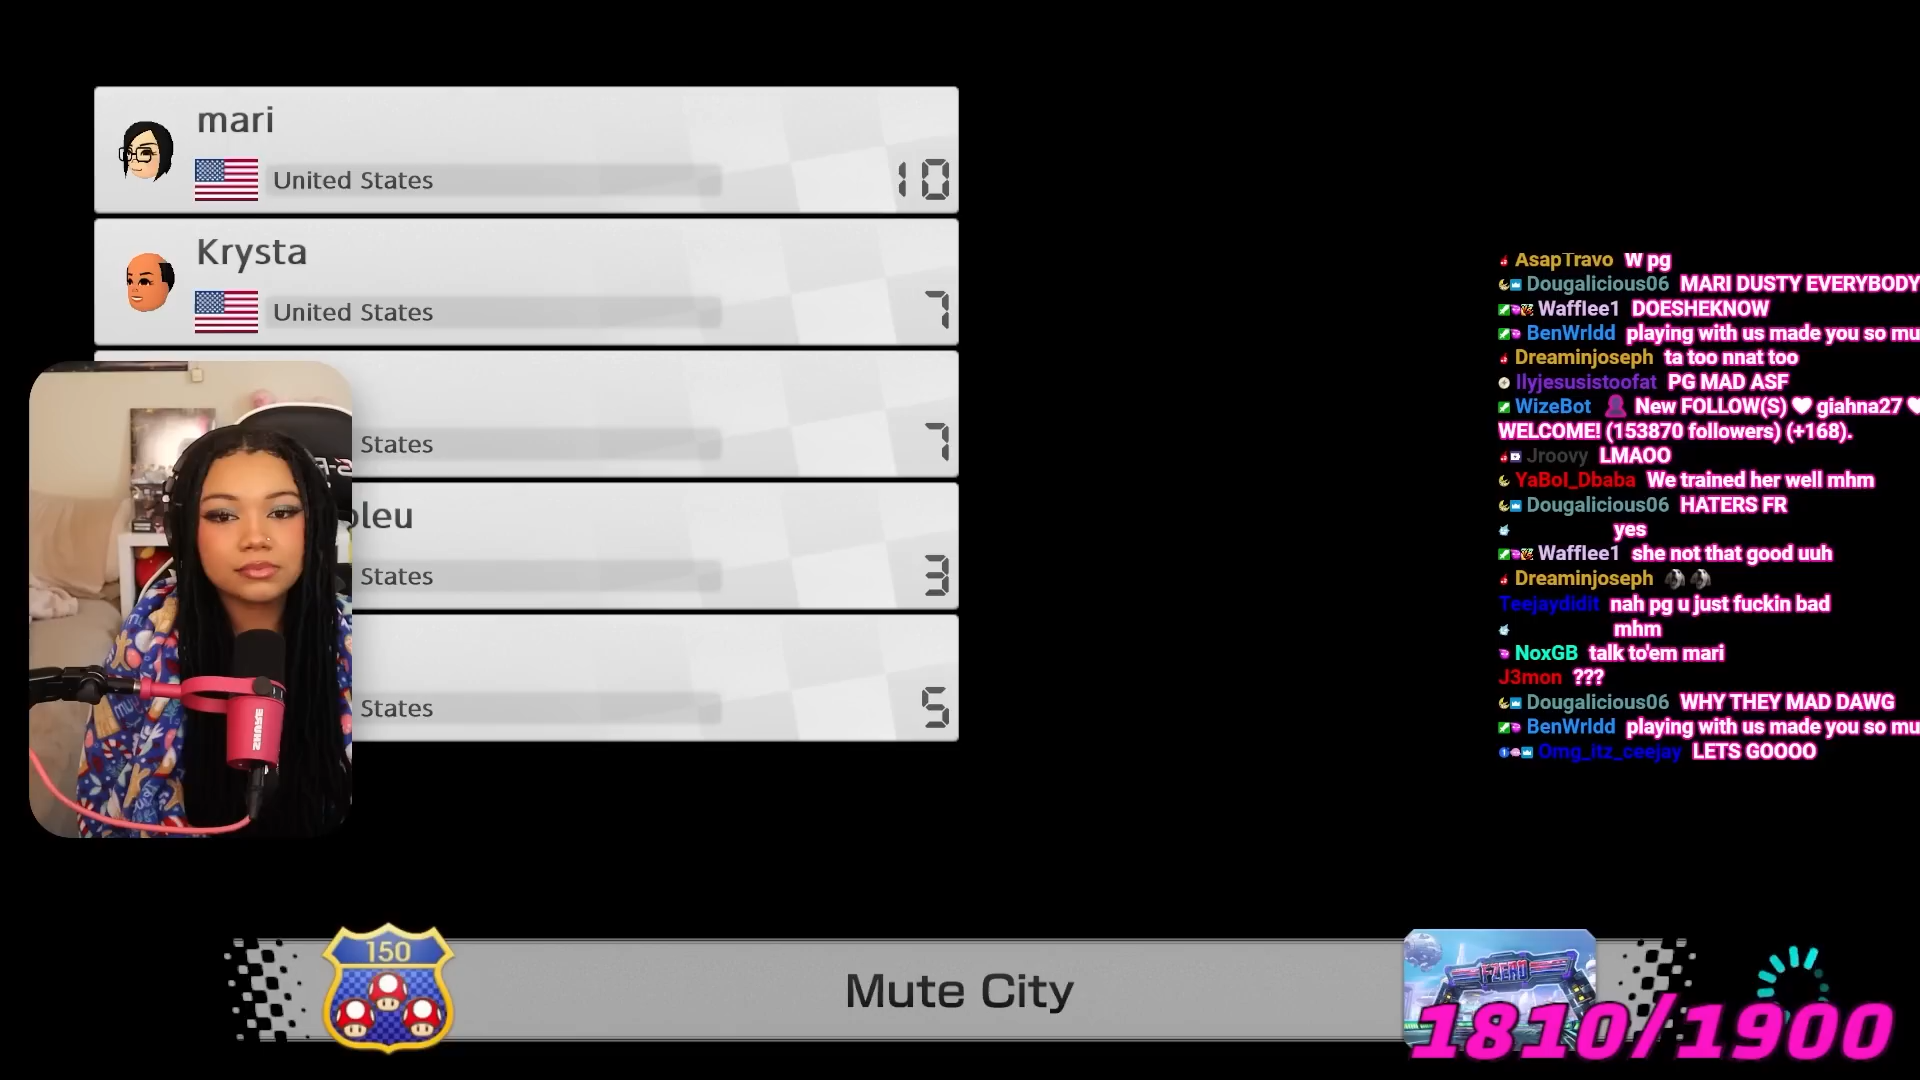 mari
United States
10
Krysta
United States
7
States
7
bleu
States
3
States
5
AsapTravo W pg
Dougalicious06 MARI DUSTY EVERYBODY
Wafflee1 DOESHEKNOW
BenWrldd playing with us made you so mu
Dreaminjoseph ta too nnat too
Ilyjesusistoofat PG MAD ASF
WizeBot New FOLLOW(S) giahna27
WELCOME! (153870 followers) (+168).
Jroovy LMAOO
YaBoI_Dbaba We trained her well mhm
Dougalicious06 HATERS FR
yes
Wafflee1 she not that good uuh
Dreaminjoseph
Teejaydidit nah pg u just fuckin bad
mhm
NoxGB talk to'em mari
J3mon ???
Dougalicious06 WHY THEY MAD DAWG
BenWrldd playing with us made you so mu
Omg_itz_ceejay LETS GOOOO
150
Mute City
F-ZERO
1810/1900